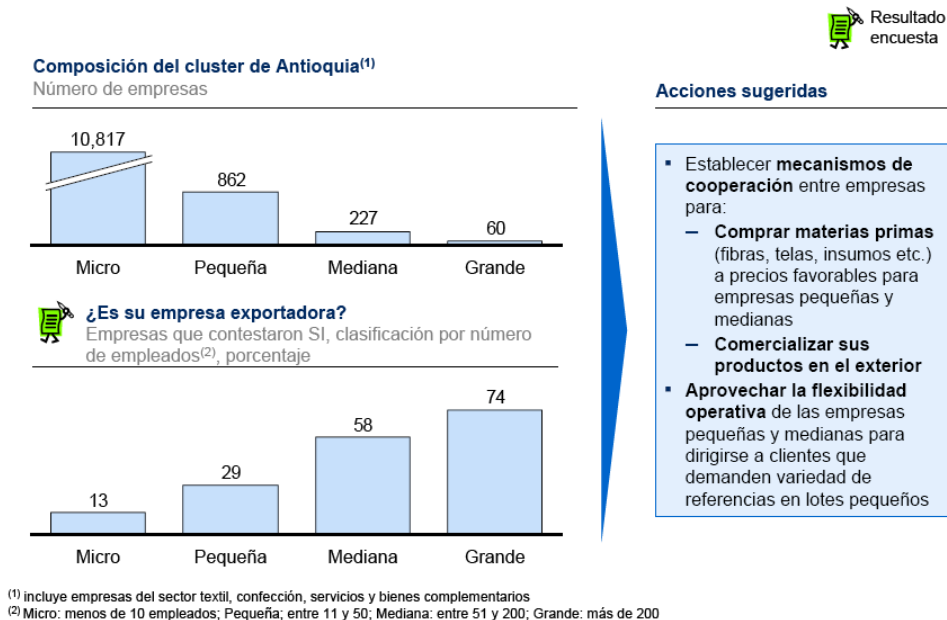 Resultado
encuesta
Composición del cluster de Antioquia(1)
Número de empresas
10,817
862
227
60
Micro
Pequeña
Mediana
Grande
¿Es su empresa exportadora?
Empresas que contestaron SI, clasificación por número
de empleados(2), porcentaje
13
29
58
74
Micro
Pequeña
Mediana
Grande
Acciones sugeridas
▪ Establecer mecanismos de
cooperación entre empresas
para:
– Comprar materias primas
(fibras, telas, insumos etc.)
a precios favorables para
empresas pequeñas y
medianas
– Comercializar sus
productos en el exterior
▪ Aprovechar la flexibilidad
operativa de las empresas
pequeñas y medianas para
dirigirse a clientes que
demanden variedad de
referencias en lotes pequeños
(1) incluye empresas del sector textil, confección, servicios y bienes complementarios
(2) Micro: menos de 10 empleados; Pequeña; entre 11 y 50; Mediana: entre 51 y 200; Grande: más de 200